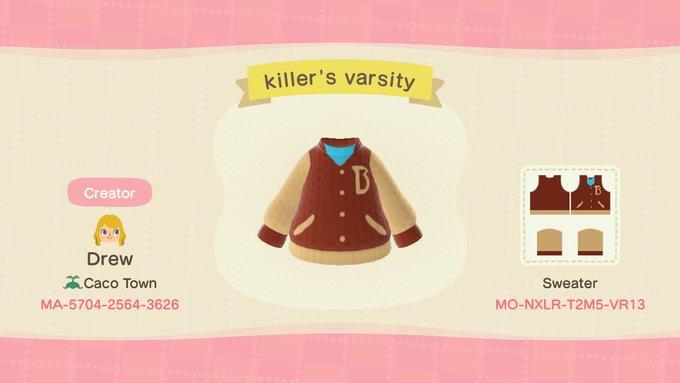 killer's varsity
Creator
Drew
Caco Town
MA-5704-2564-3626
B
B
Sweater
MO-NXLR-T2M5-VR13